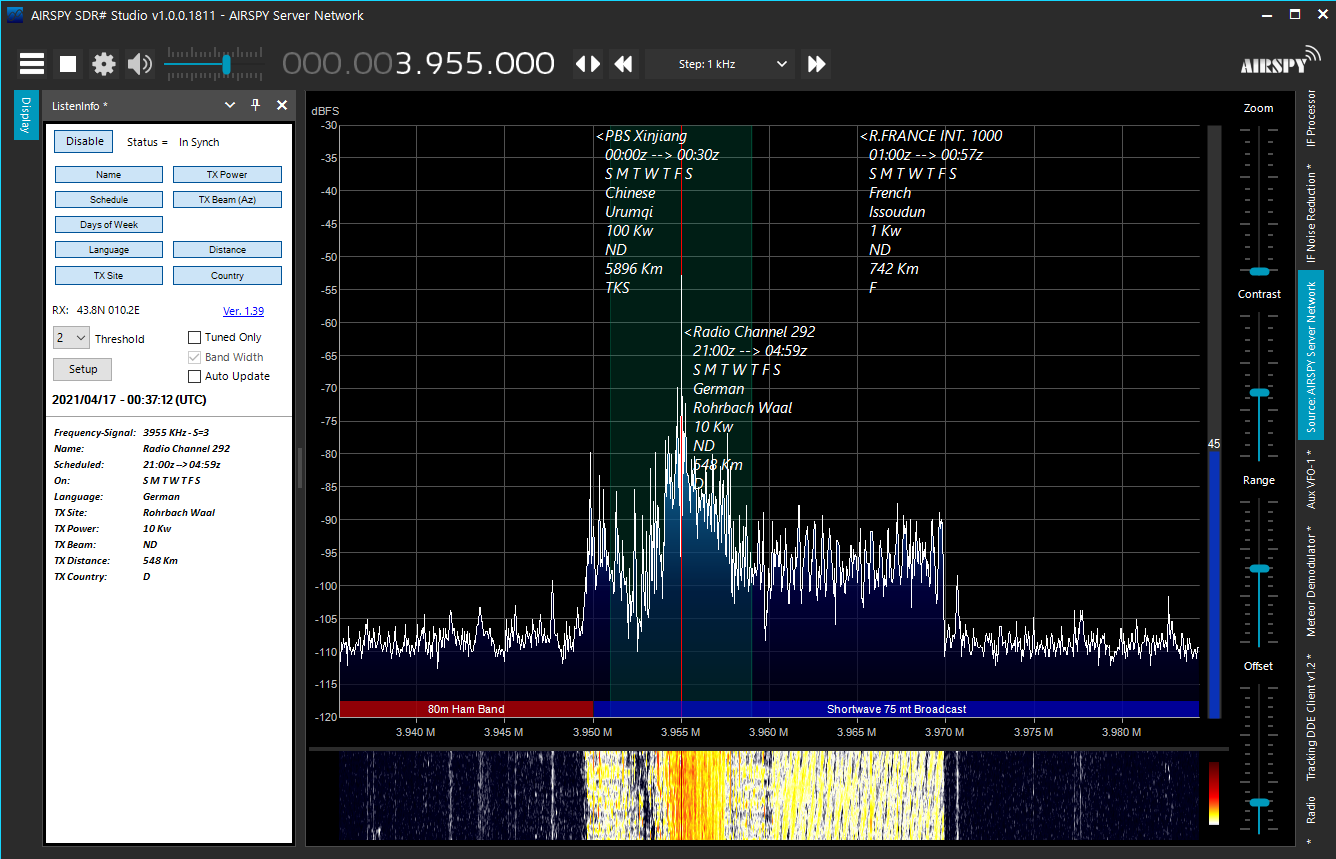 AIRSPY SDR# Studio v1.0.0.1811 - AIRSPY Server Network
000.003.955.000
Step: 1 kHz
AIRSPY
Display
ListenInfo *
Disable
Status =
In Synch
Name
TX Power
Schedule
TX Beam (Az)
Days of Week
Language
Distance
TX Site
Country
RX: 43.8N 010.2E
Ver. 1.39
2
Threshold
Tuned Only
Band Width
Setup
Auto Update
2021/04/17 - 00:37:12 (UTC)
Frequency-Signal: 3955 KHz - S=3
Name: Radio Channel 292
Scheduled: 21:00z --> 04:59z
On: S M T W T F S
Language: German
TX Site: Rohrbach Waal
TX Power: 10 Kw
TX Beam: ND
TX Distance: 548 Km
TX Country: D
dBFS
-30
-35
-40
-45
-50
-55
-60
-65
-70
-75
-80
-85
-90
-95
-100
-105
-110
-115
-120
<PBS Xinjiang
00:00z --> 00:30z
S M T W T F S
Chinese
Urumqi
100 Kw
ND
5896 Km
TKS
<R.FRANCE INT. 1000
01:00z --> 00:57z
S M T W T F S
French
Issoudun
1 Kw
ND
742 Km
F
<Radio Channel 292
21:00z --> 04:59z
S M T W T F S
German
Rohrbach Waal
10 Kw
ND
548 Km
D
45
80m Ham Band
Shortwave 75 mt Broadcast
3.940 M
3.945 M
3.950 M
3.955 M
3.960 M
3.965 M
3.970 M
3.975 M
3.980 M
Zoom
Contrast
Range
Offset
IF Processor
IF Noise Reduction *
Source: AIRSPY Server Network
Aux VFO-1 *
Meteor Demodulator *
Tracking DDE Client v1.2 *
Radio
*